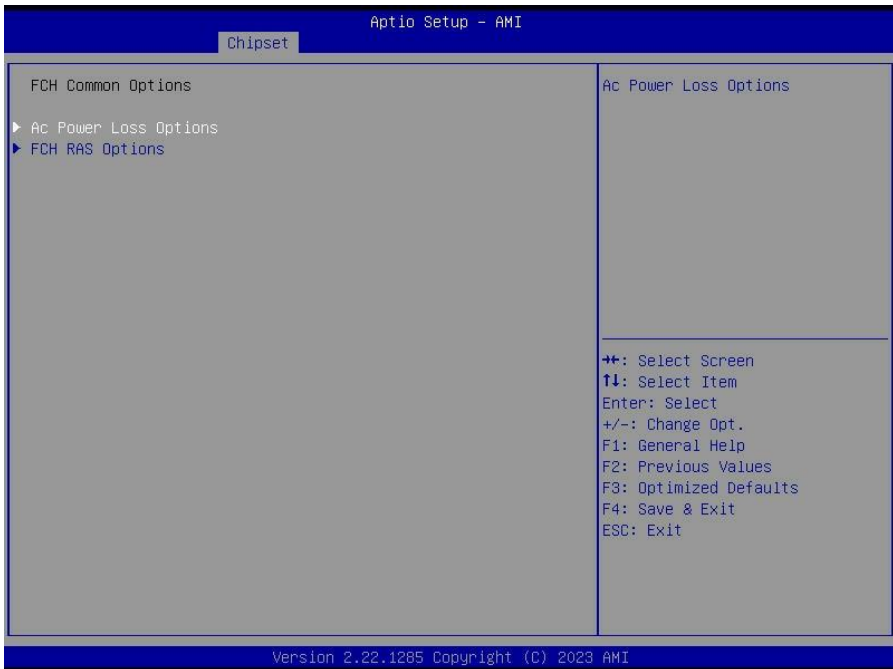 Aptio Setup - AMI
Chipset
FCH Common Options
Ac Power Loss Options
FCH RAS Options
Ac Power Loss Options
→←: Select Screen
↑↓: Select Item
Enter: Select
+/-: Change Opt.
F1: General Help
F2: Previous Values
F3: Optimized Defaults
F4: Save & Exit
ESC: Exit
Version 2.22.1285 Copyright (C) 2023 AMI